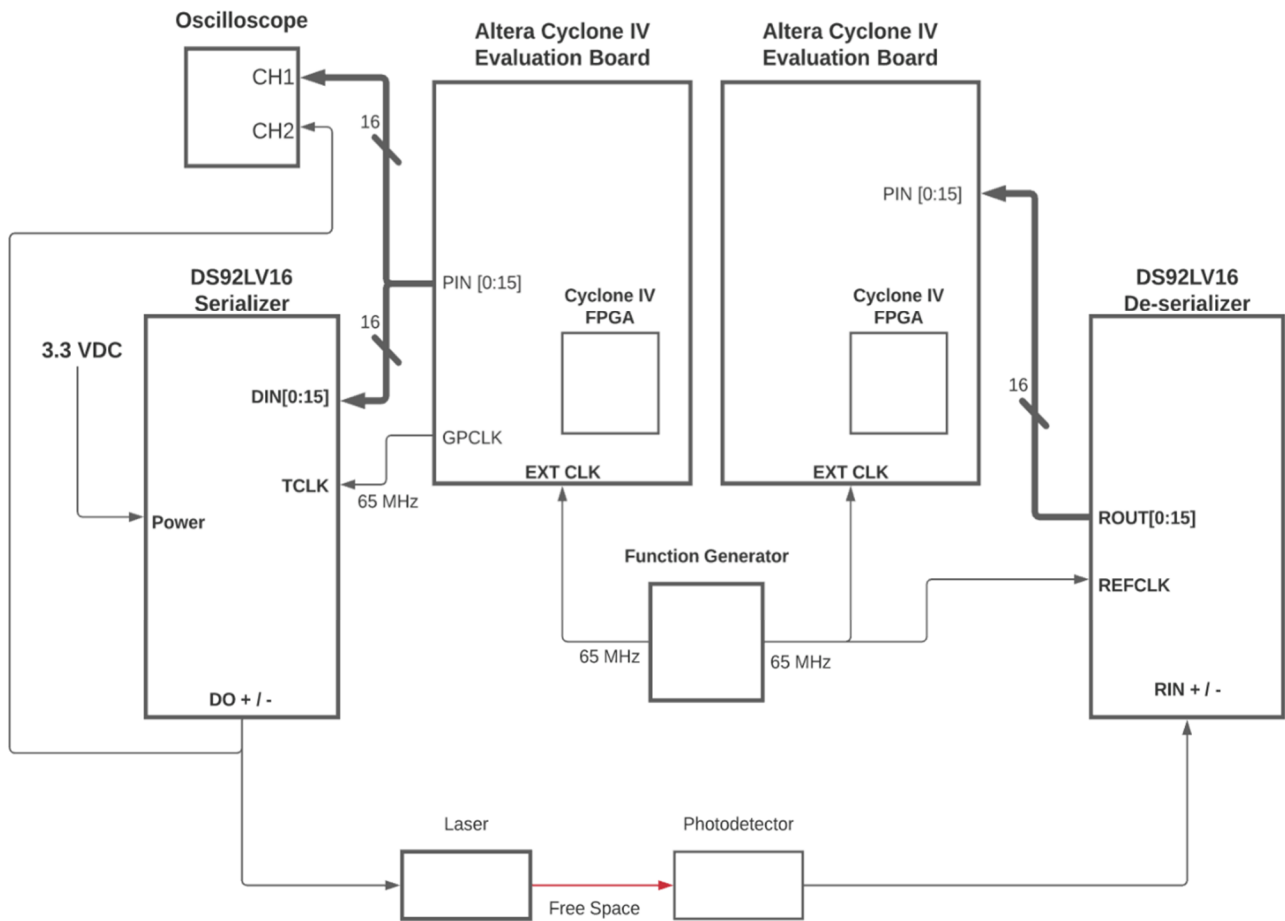 Oscilloscope
CH1
CH2
16
Altera Cyclone IV
Evaluation Board
PIN [0:15]
Cyclone IV
FPGA
GPCLK
EXT CLK
Altera Cyclone IV
Evaluation Board
PIN [0:15]
Cyclone IV
FPGA
EXT CLK
DS92LV16
Serializer
16
3.3 VDC
DIN[0:15]
TCLK
65 MHz
Power
DO + / -
Function Generator
65 MHz
65 MHz
DS92LV16
De-serializer
16
ROUT[0:15]
REFCLK
RIN + / -
Laser
Free Space
Photodetector